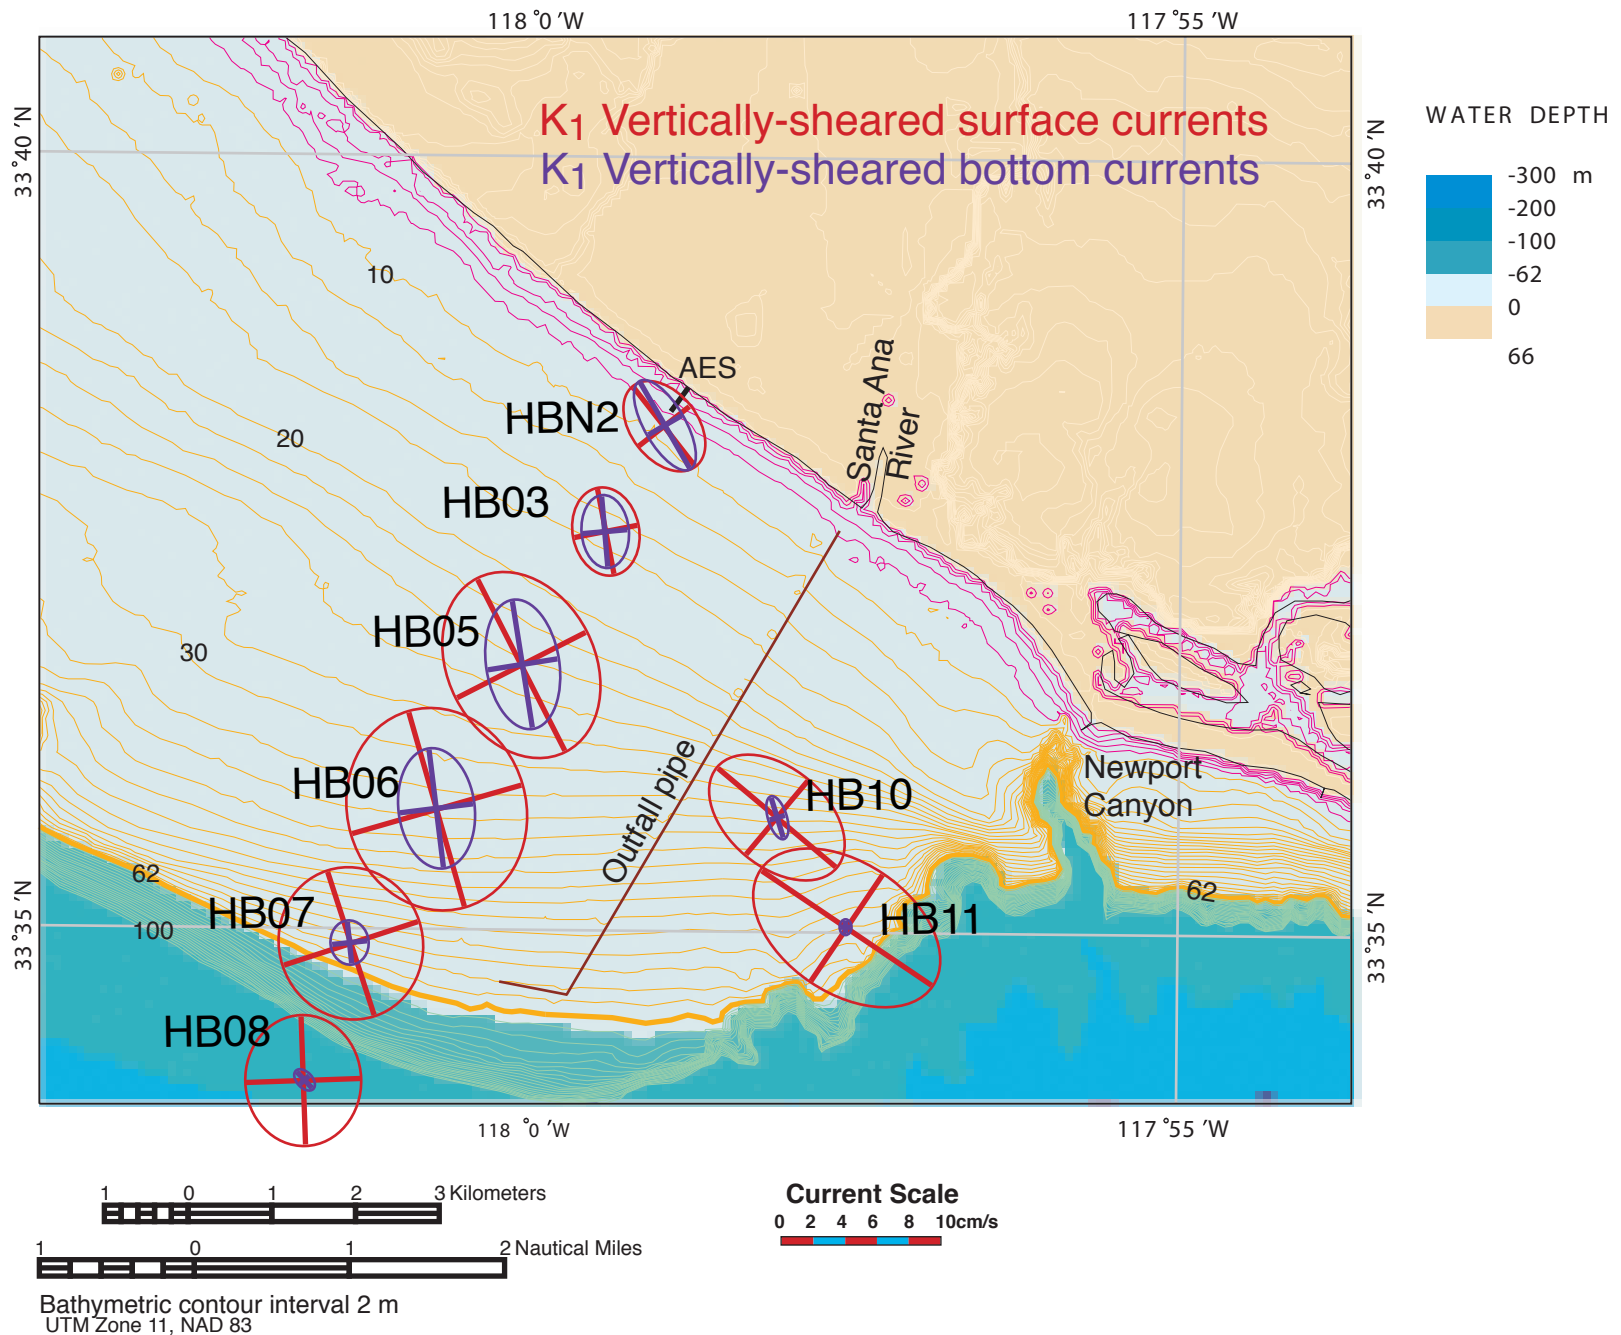 118 °0 ′W
117 °55 ′W
33 °40 ′N
33 °40 ′N
K1 Vertically-sheared surface currents
K1 Vertically-sheared bottom currents
WATER DEPTH
-300 m
-200
-100
-62
0
66
10
20
30
62
100
62
AES
HBN2
HB03
HB05
HB06
HB07
HB08
HB10
HB11
Santa Ana
River
Outfall pipe
Newport
Canyon
33 °35 ′N
33 °35 ′N
118 °0 ′W
117 °55 ′W
1 0 1 2 3 Kilometers
1 0 1 2 Nautical Miles
Bathymetric contour interval 2 m
UTM Zone 11, NAD 83
Current Scale
0 2 4 6 8 10cm/s